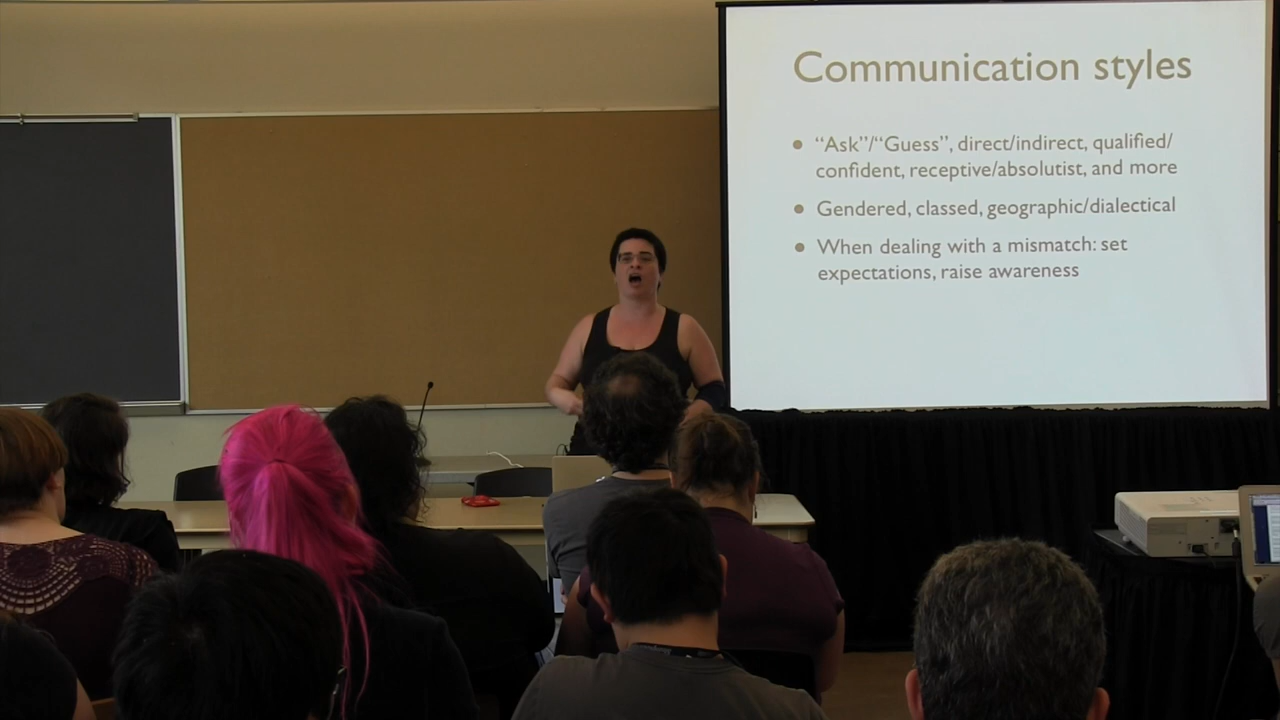 Communication styles
• “Ask”/“Guess”, direct/indirect, qualified/
confident, receptive/absolutist, and more
• Gendered, classed, geographic/dialectical
• When dealing with a mismatch: set
expectations, raise awareness